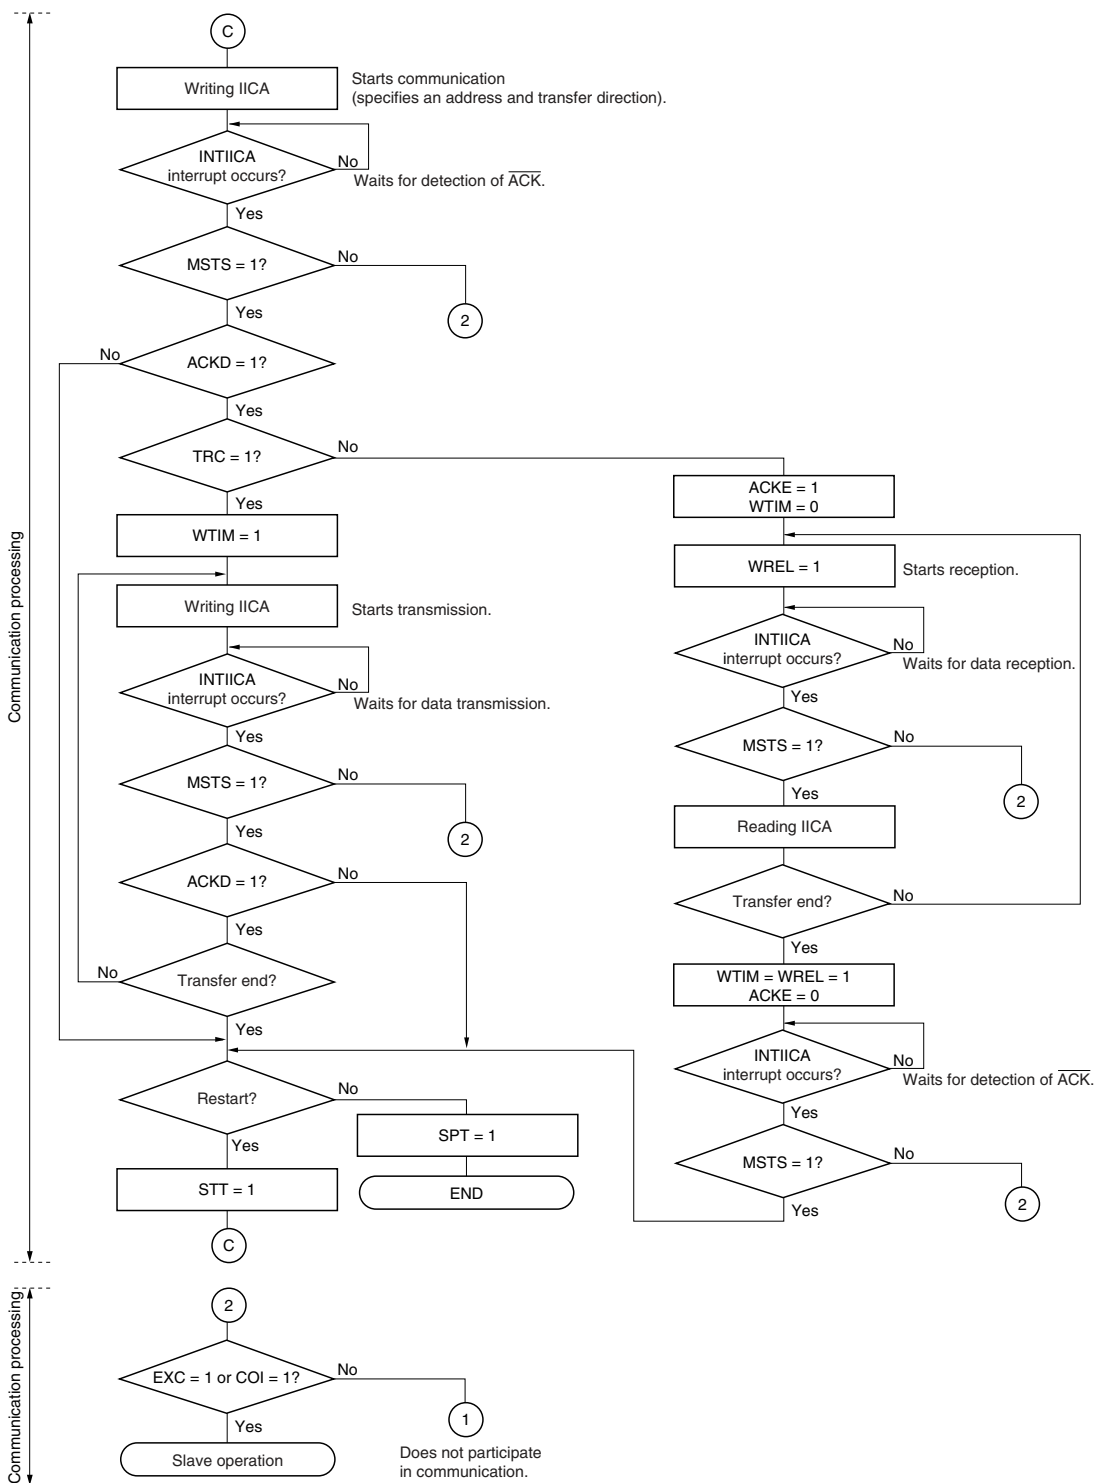 C
Writing IICA
Starts communication
(specifies an address and transfer direction).
INTIICA
interrupt occurs?
No
Waits for detection of ACK.
Yes
MSTS = 1?
No
2
Yes
No
ACKD = 1?
Yes
TRC = 1?
No
Yes
WTIM = 1
Writing IICA
Starts transmission.
INTIICA
interrupt occurs?
No
Waits for data transmission.
Yes
MSTS = 1?
No
2
Yes
ACKD = 1?
No
Yes
No
Transfer end?
Yes
Restart?
No
Yes
SPT = 1
END
STT = 1
C
ACKE = 1
WTIM = 0
WREL = 1
Starts reception.
INTIICA
interrupt occurs?
No
Waits for data reception.
Yes
MSTS = 1?
No
2
Yes
Reading IICA
Transfer end?
No
Yes
WTIM = WREL = 1
ACKE = 0
INTIICA
interrupt occurs?
No
Waits for detection of ACK.
Yes
MSTS = 1?
No
2
Yes
Communication processing
2
EXC = 1 or COI = 1?
No
1
Does not participate
in communication.
Yes
Slave operation
Communication processing